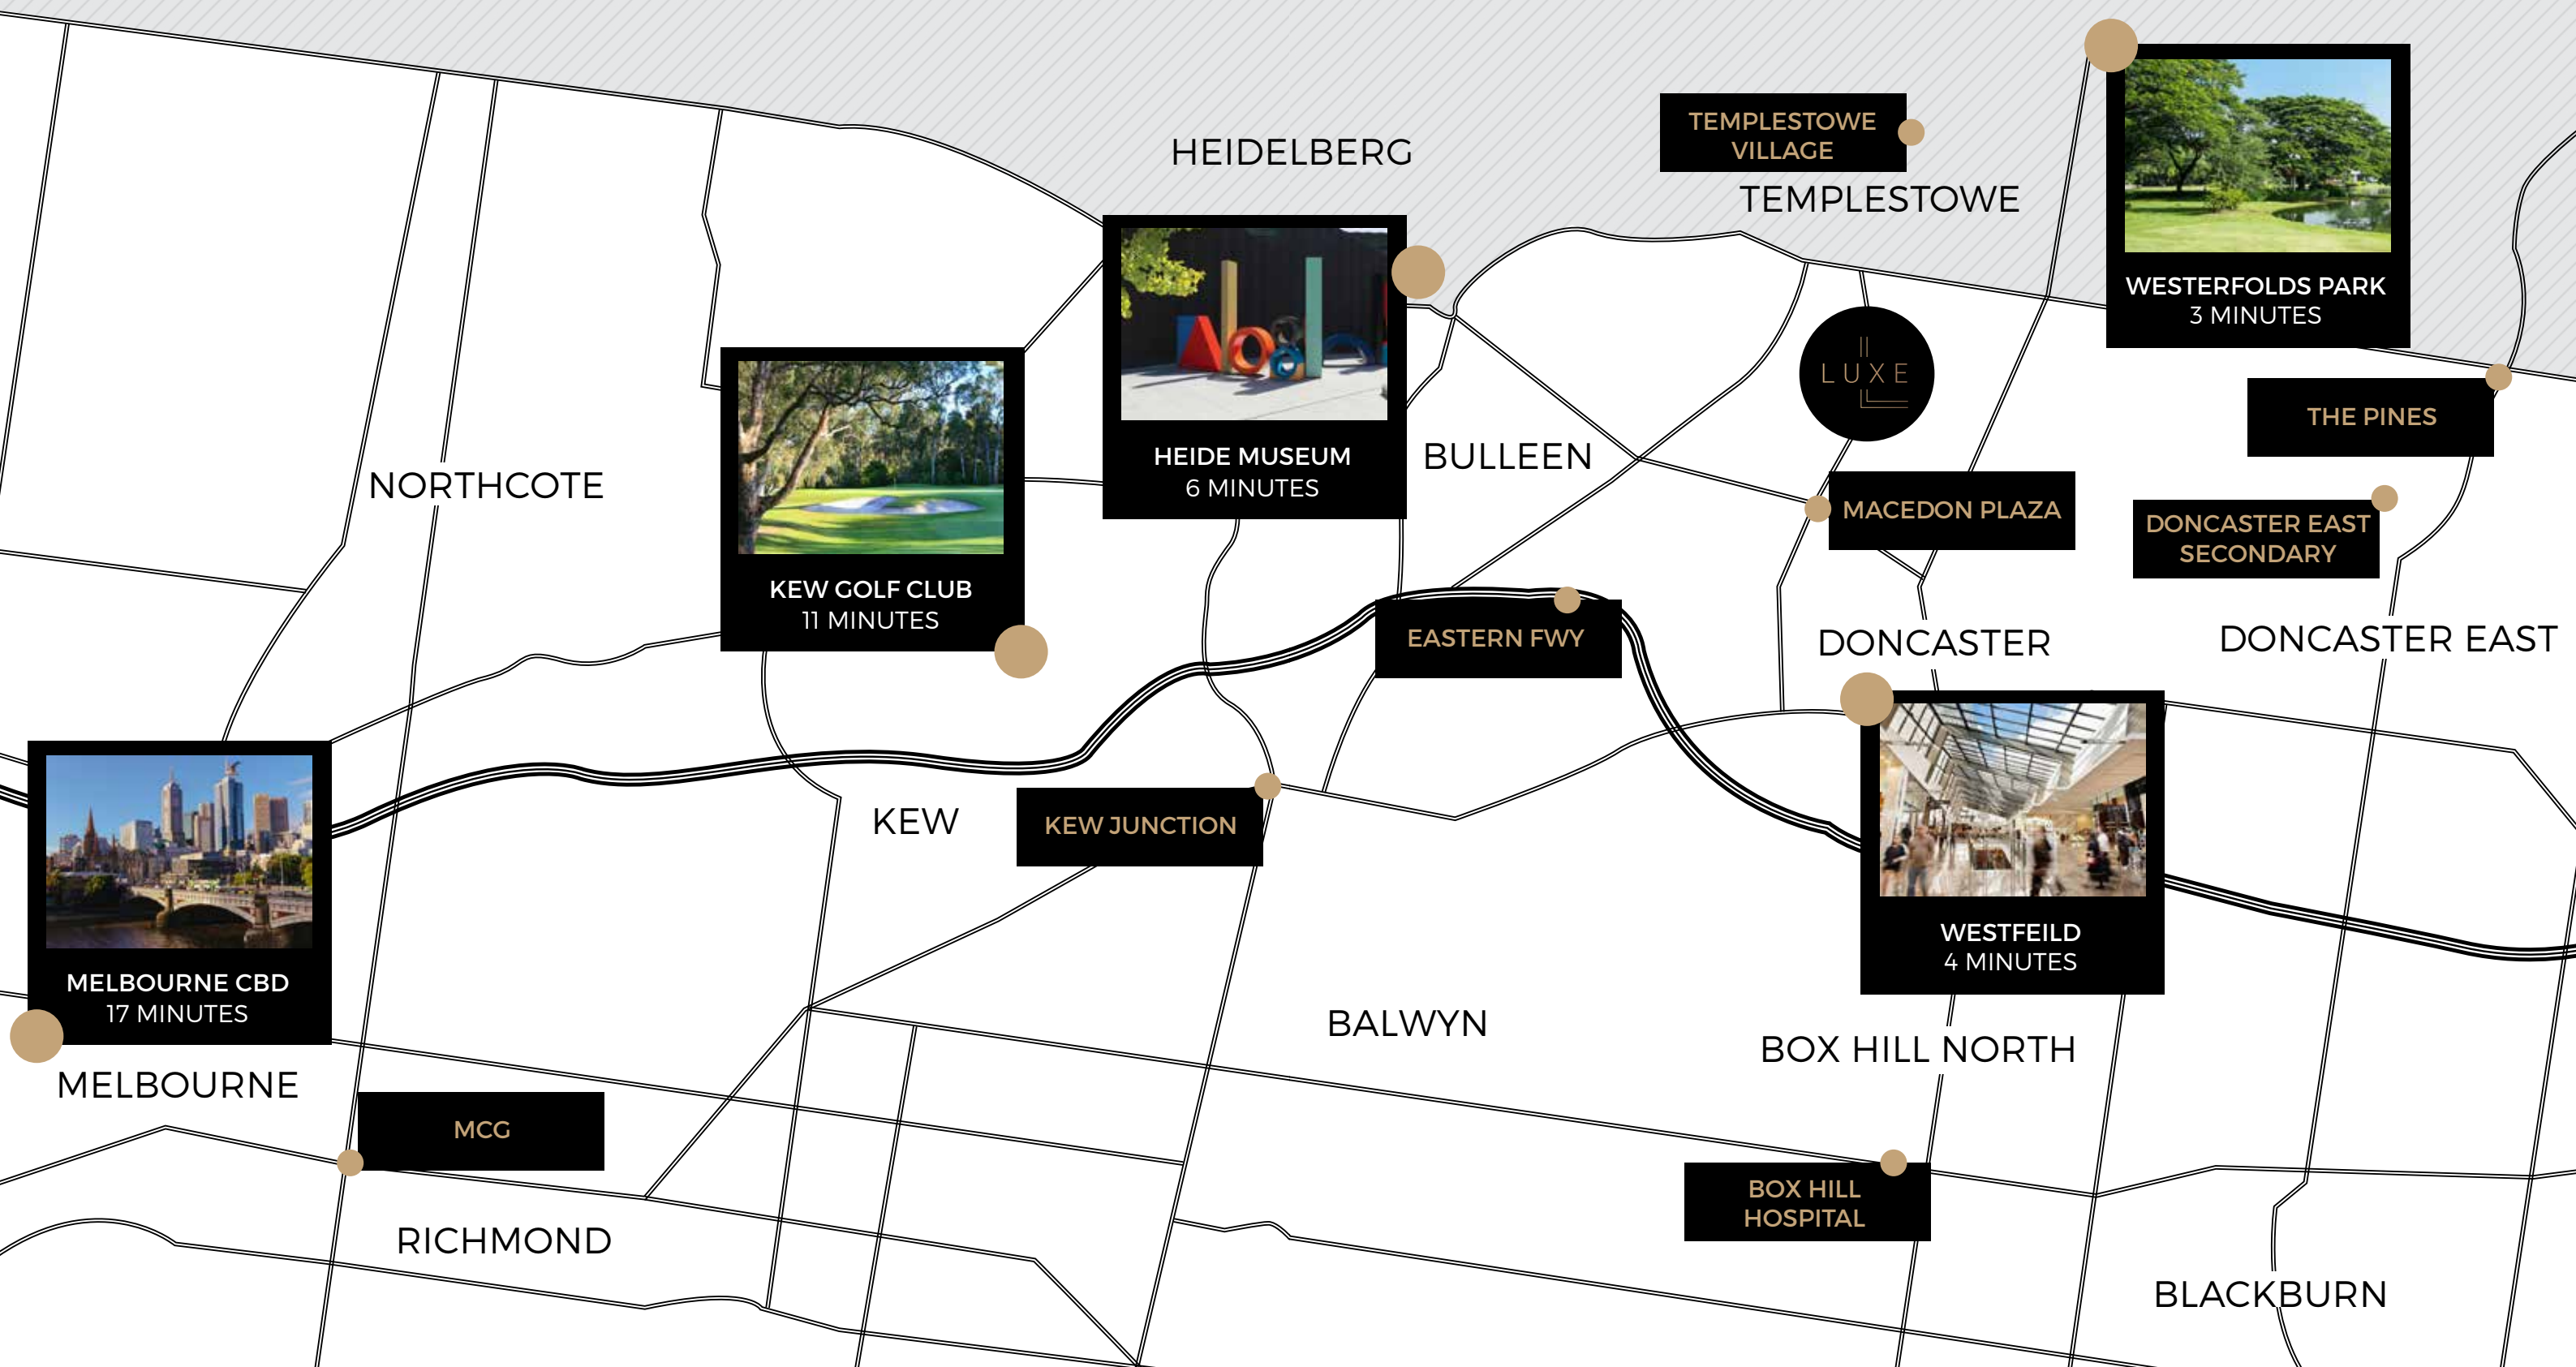 HEIDELBERG
TEMPLESTOWE
VILLAGE
TEMPLESTOWE
WESTERFOLDS PARK
3 MINUTES
LUXE
THE PINES
HEIDE MUSEUM
6 MINUTES
BULLEEN
NORTHCOTE
MACEDON PLAZA
DONCASTER EAST
SECONDARY
KEW GOLF CLUB
11 MINUTES
EASTERN FWY
DONCASTER
DONCASTER EAST
KEW
KEW JUNCTION
WESTFEILD
4 MINUTES
MELBOURNE CBD
17 MINUTES
MELBOURNE
BALWYN
BOX HILL NORTH
MCG
BOX HILL
HOSPITAL
RICHMOND
BLACKBURN